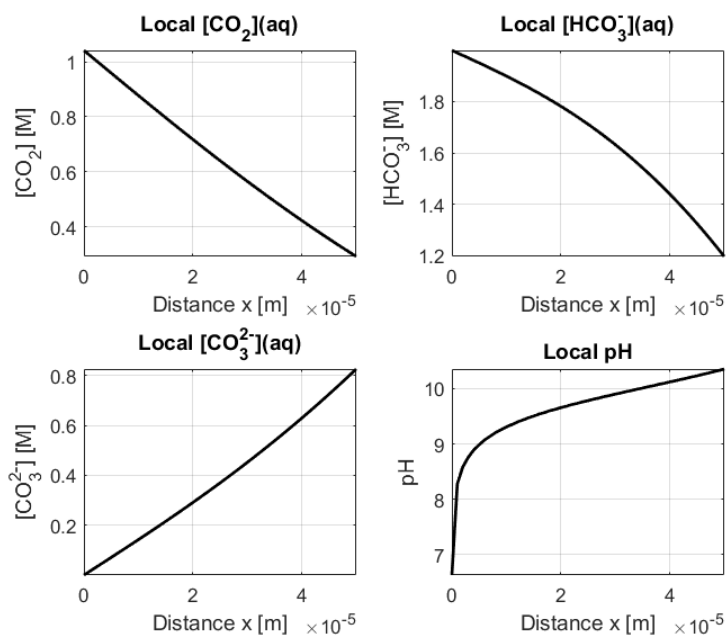 Local [CO₂](aq)
[CO₂] [M]
1
0.8
0.6
0.4
0 2 4
Distance x [m] ×10⁻⁵
Local [HCO₃⁻](aq)
[HCO₃⁻] [M]
1.8
1.6
1.4
1.2
0 2 4
Distance x [m] ×10⁻⁵
Local [CO₃²⁻](aq)
[CO₃²⁻] [M]
0.8
0.6
0.4
0.2
0 2 4
Distance x [m] ×10⁻⁵
Local pH
pH
10
9
8
7
0 2 4
Distance x [m] ×10⁻⁵